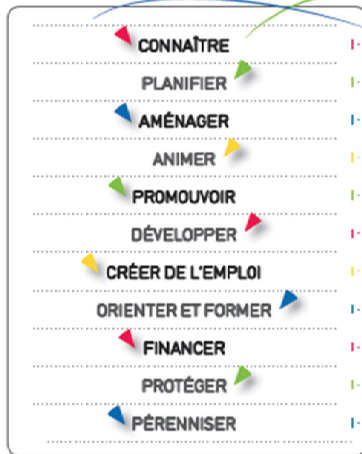 CONNAÎTRE
PLANIFIER
AMÉNAGER
ANIMER
PROMOUVOIR
DÉVELOPPER
CRÉER DE L'EMPLOI
ORIENTER ET FORMER
FINANCER
PROTÉGER
PÉRENNISER